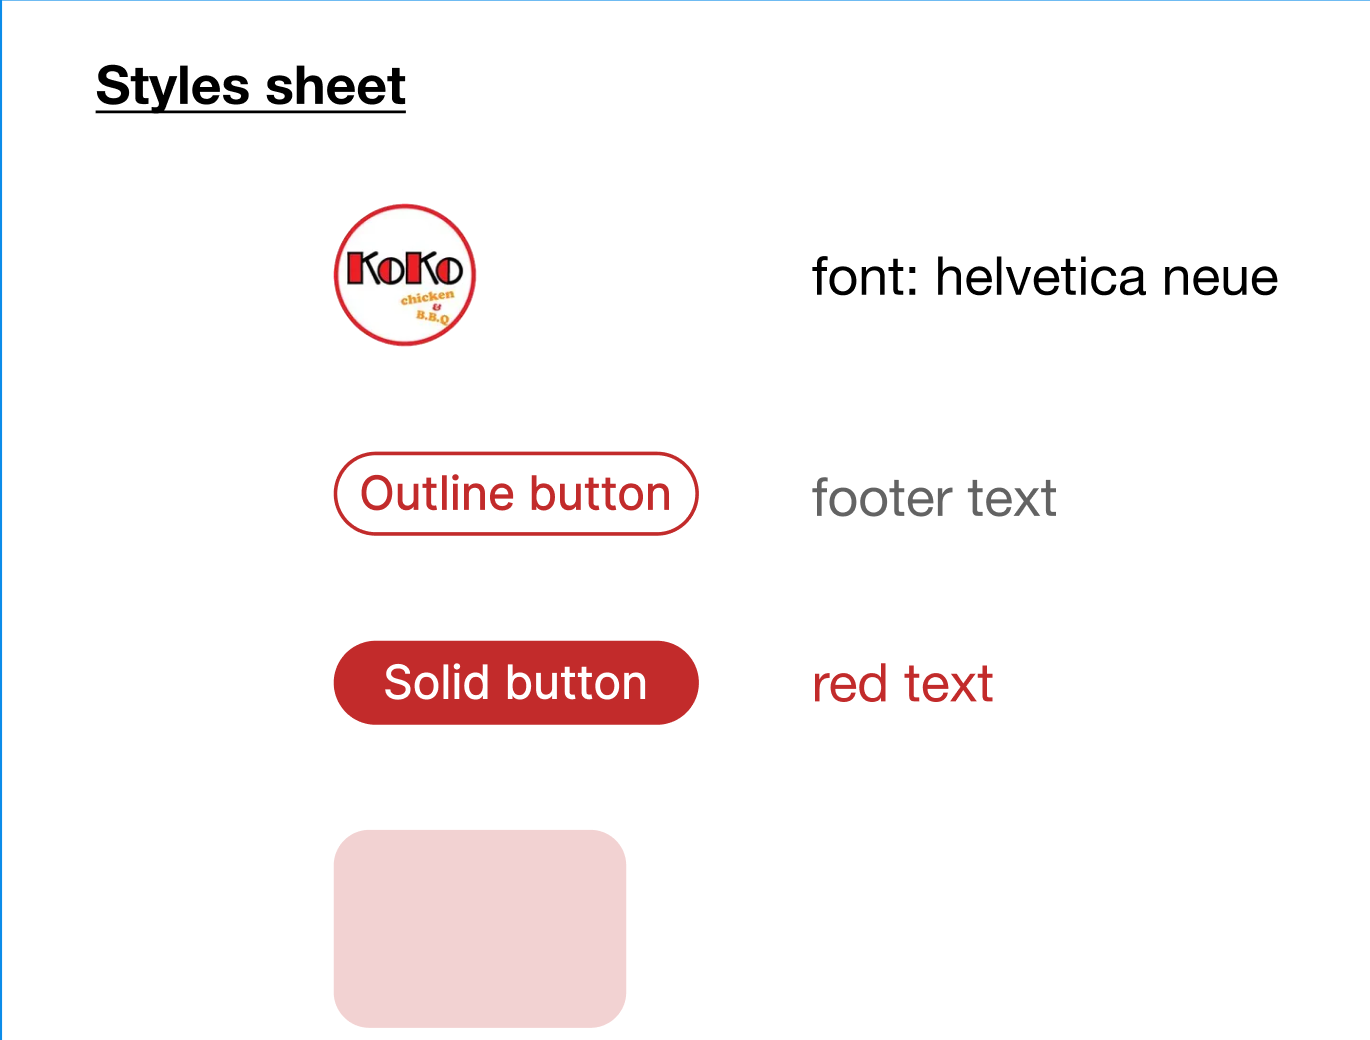 Styles sheet
KOKO
chicken
&
B.B.Q
font: helvetica neue
Outline button
footer text
Solid button
red text